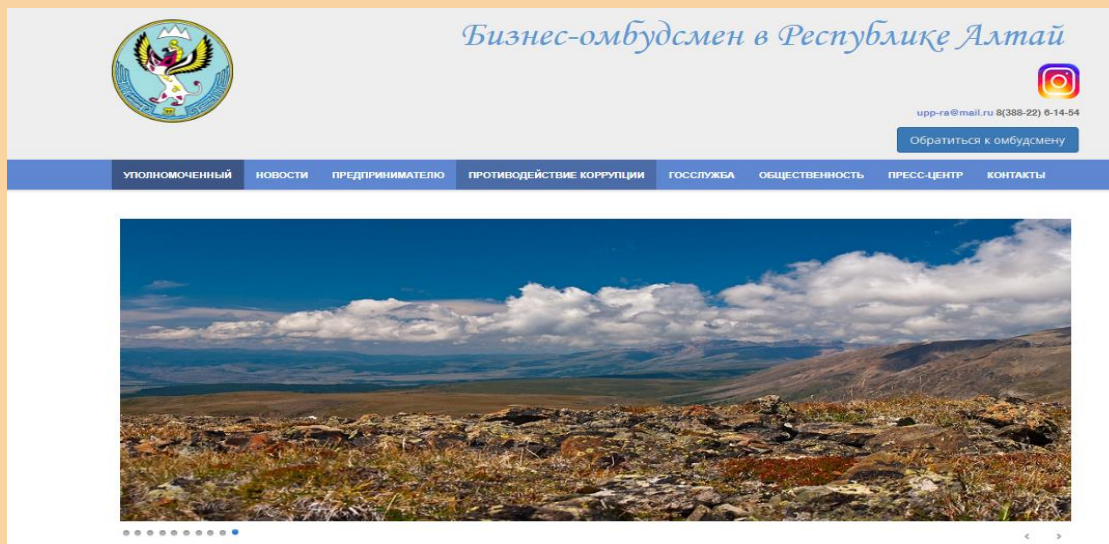 Бизнес-омбудсмен в Республике Алтай
upp-ra@mail.ru 8(388-22) 6-14-54
Обратиться к омбудсмену
УПОЛНОМОЧЕННЫЙ НОВОСТИ ПРЕДПРИНИМАТЕЛЮ ПРОТИВОДЕЙСТВИЕ КОРРУПЦИИ ГОССЛУЖБА ОБЩЕСТВЕННОСТЬ ПРЕСС-ЦЕНТР КОНТАКТЫ